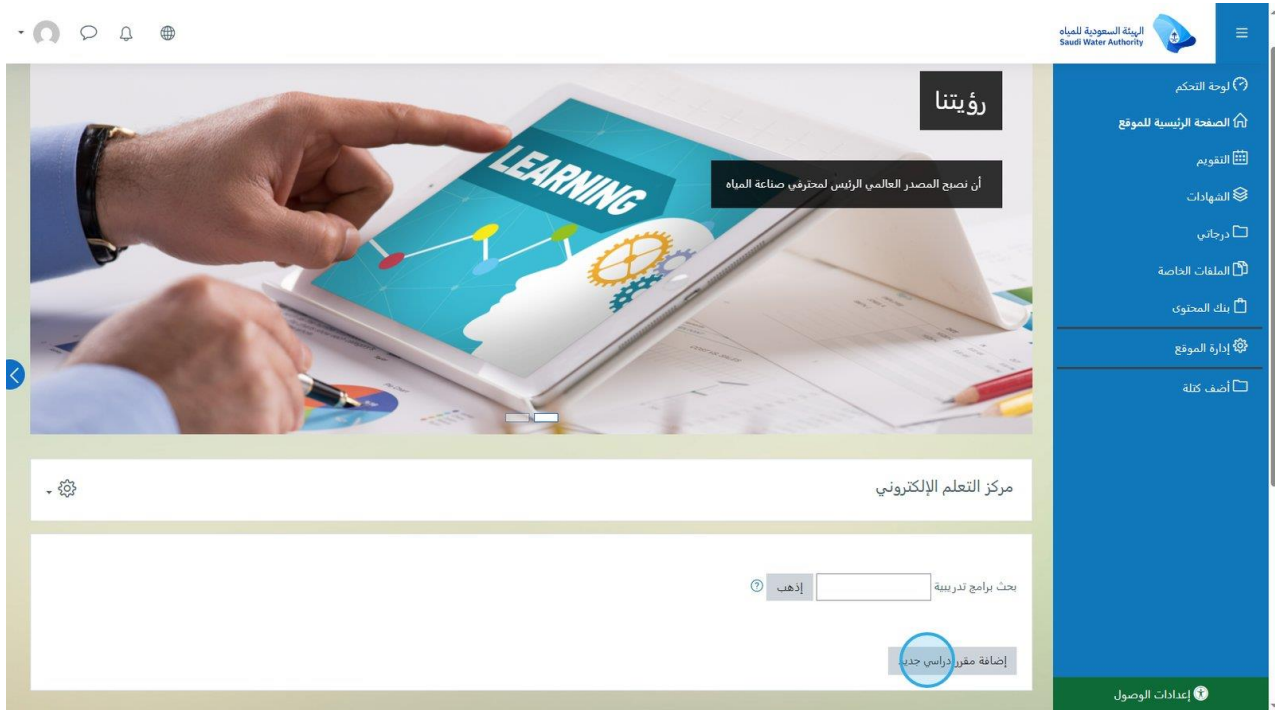 الهيئة السعودية للمياه
Saudi Water Authority
لوحة التحكم
الصفحة الرئيسية للموقع
التقويم
الشهادات
درجاتي
الملفات الخاصة
بنك المحتوى
إدارة الموقع
أضف كتلة
إعدادات الوصول
رؤيتنا
أن نصبح المصدر العالمي الرئيس لمحترفي صناعة المياه
LEARNING
مركز التعلم الإلكتروني
بحث برامج تدريبية
إذهب
إضافة مقرر دراسي جديد